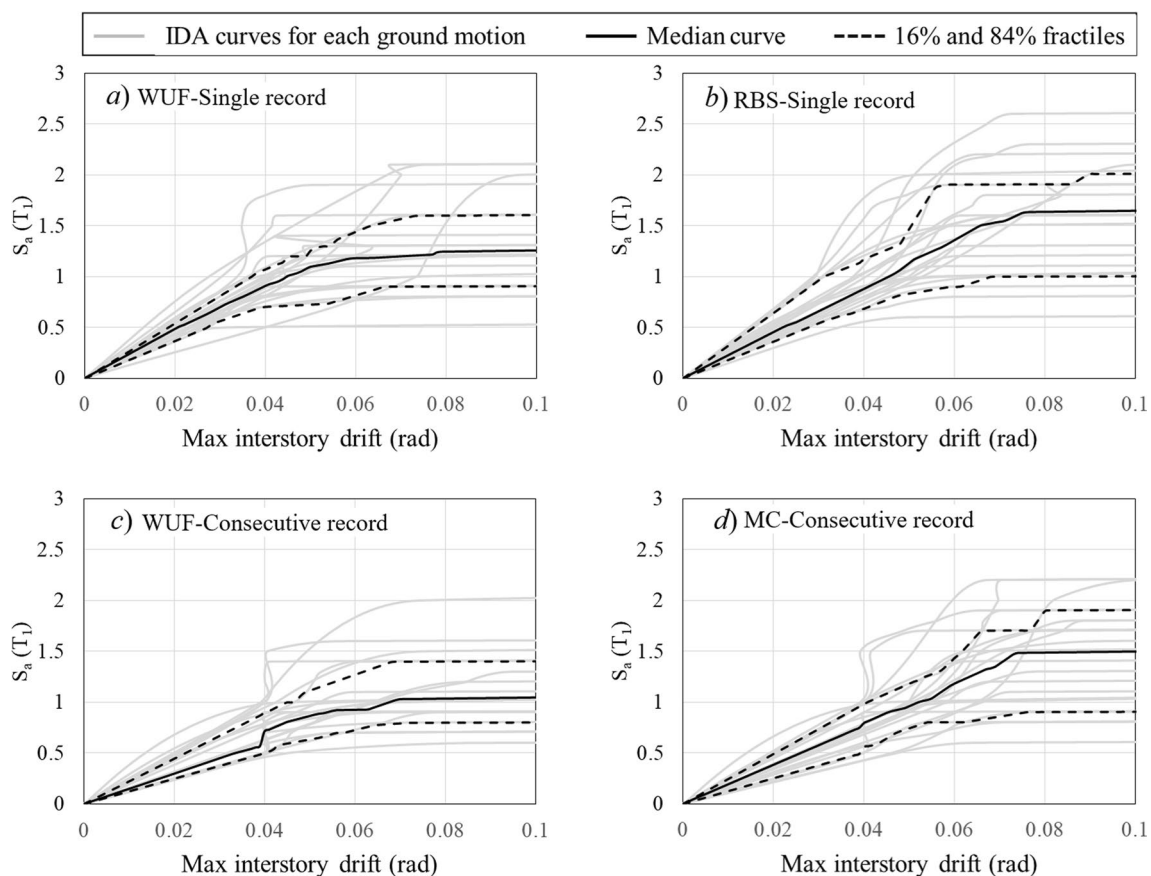 IDA curves for each ground motion Median curve 16% and 84% fractiles
a) WUF-Single record
3
2.5
2
1.5
1
0.5
0
S_a (T_1)
0 0.02 0.04 0.06 0.08 0.1
Max interstory drift (rad)
b) RBS-Single record
3
2.5
2
1.5
1
0.5
0
S_a (T_1)
0 0.02 0.04 0.06 0.08 0.1
Max interstory drift (rad)
c) WUF-Consecutive record
3
2.5
2
1.5
1
0.5
0
S_a (T_1)
0 0.02 0.04 0.06 0.08 0.1
Max interstory drift (rad)
d) MC-Consecutive record
3
2.5
2
1.5
1
0.5
0
S_a (T_1)
0 0.02 0.04 0.06 0.08 0.1
Max interstory drift (rad)